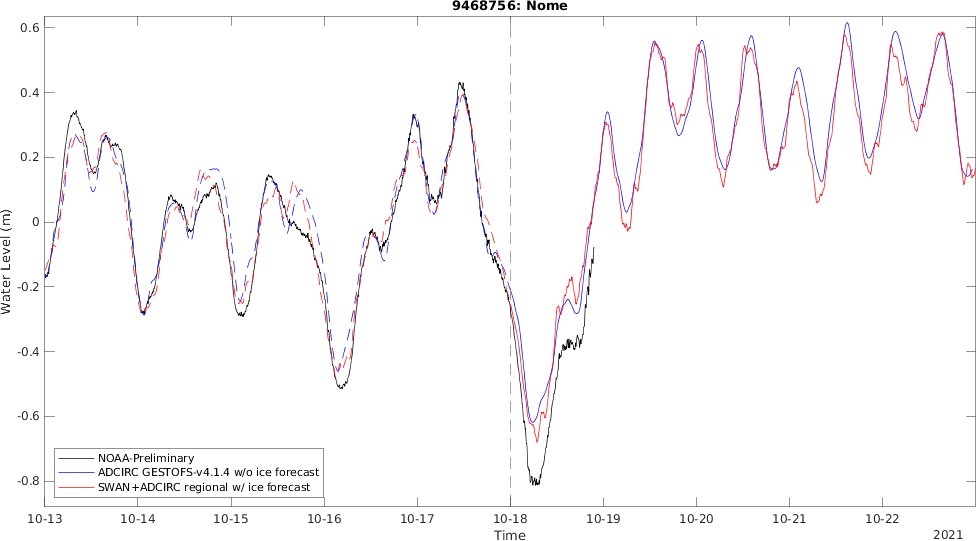 9468756: Nome
0.6
0.4
0.2
0
-0.2
-0.4
-0.6
-0.8
Water Level (m)
NOAA-Preliminary
ADCIRC GESTOFS-v4.1.4 w/o ice forecast
SWAN+ADCIRC regional w/ ice forecast
10-13 10-14 10-15 10-16 10-17 10-18 10-19 10-20 10-21 10-22
Time
2021